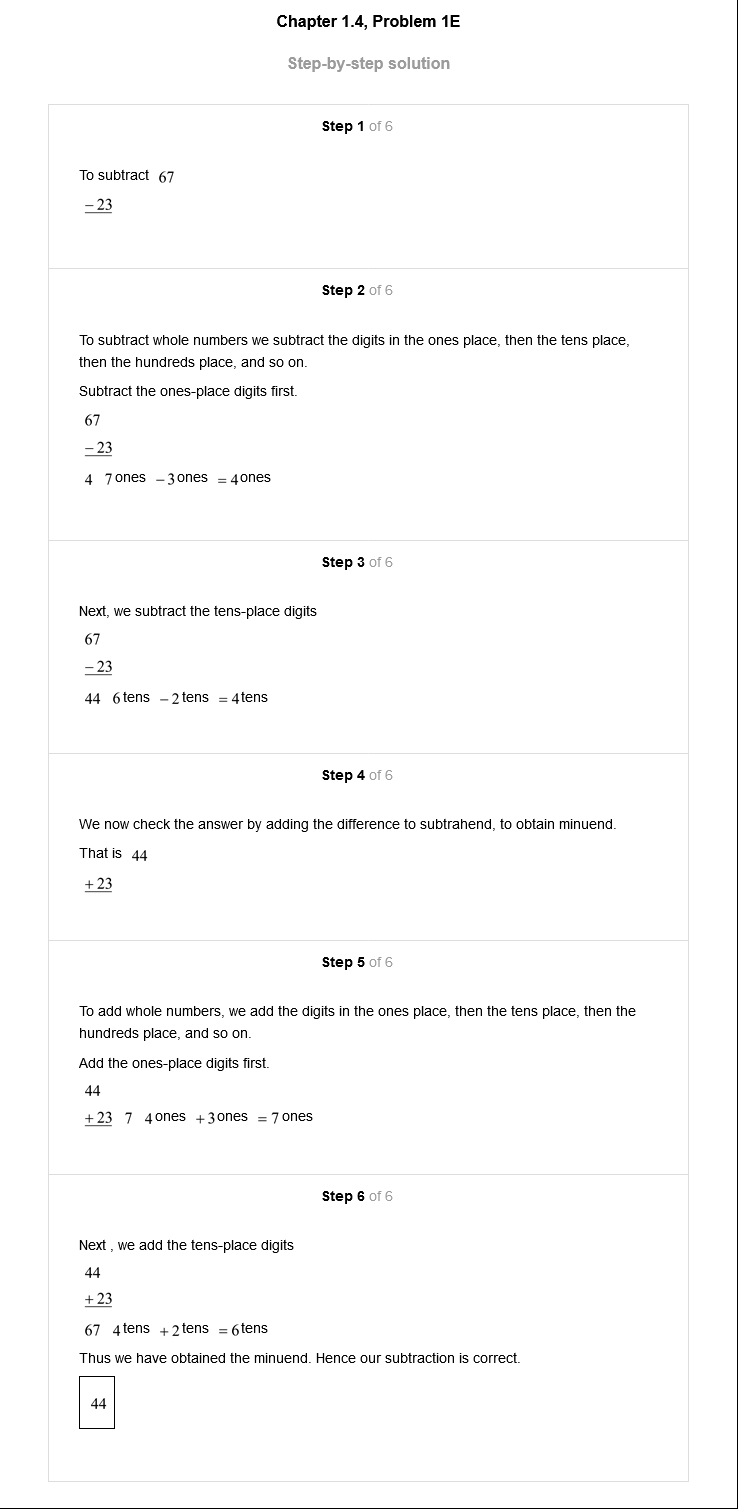 Chapter 1.4, Problem 1E
Step-by-step solution
Step 1 of 6
To subtract 67
− 23
Step 2 of 6
To subtract whole numbers we subtract the digits in the ones place, then the tens place,
then the hundreds place, and so on.
Subtract the ones-place digits first.
67
− 23
4 7 ones − 3 ones = 4 ones
Step 3 of 6
Next, we subtract the tens-place digits
67
− 23
44 6 tens − 2 tens = 4 tens
Step 4 of 6
We now check the answer by adding the difference to subtrahend, to obtain minuend.
That is 44
+ 23
Step 5 of 6
To add whole numbers, we add the digits in the ones place, then the tens place, then the
hundreds place, and so on.
Add the ones-place digits first.
44
+ 23 7 4 ones + 3 ones = 7 ones
Step 6 of 6
Next , we add the tens-place digits
44
+ 23
67 4 tens + 2 tens = 6 tens
Thus we have obtained the minuend. Hence our subtraction is correct.
44